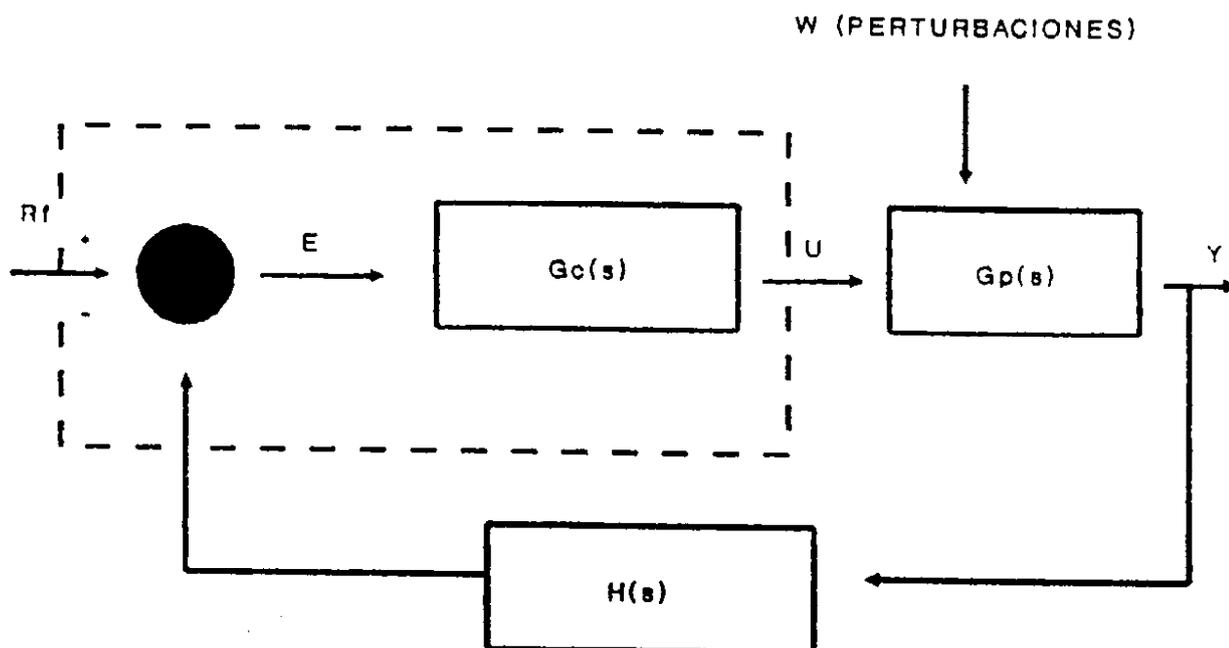 W (PERTURBACIONES)
Rf
+
E
Gc(s)
U
Gp(s)
Y
-
H(s)